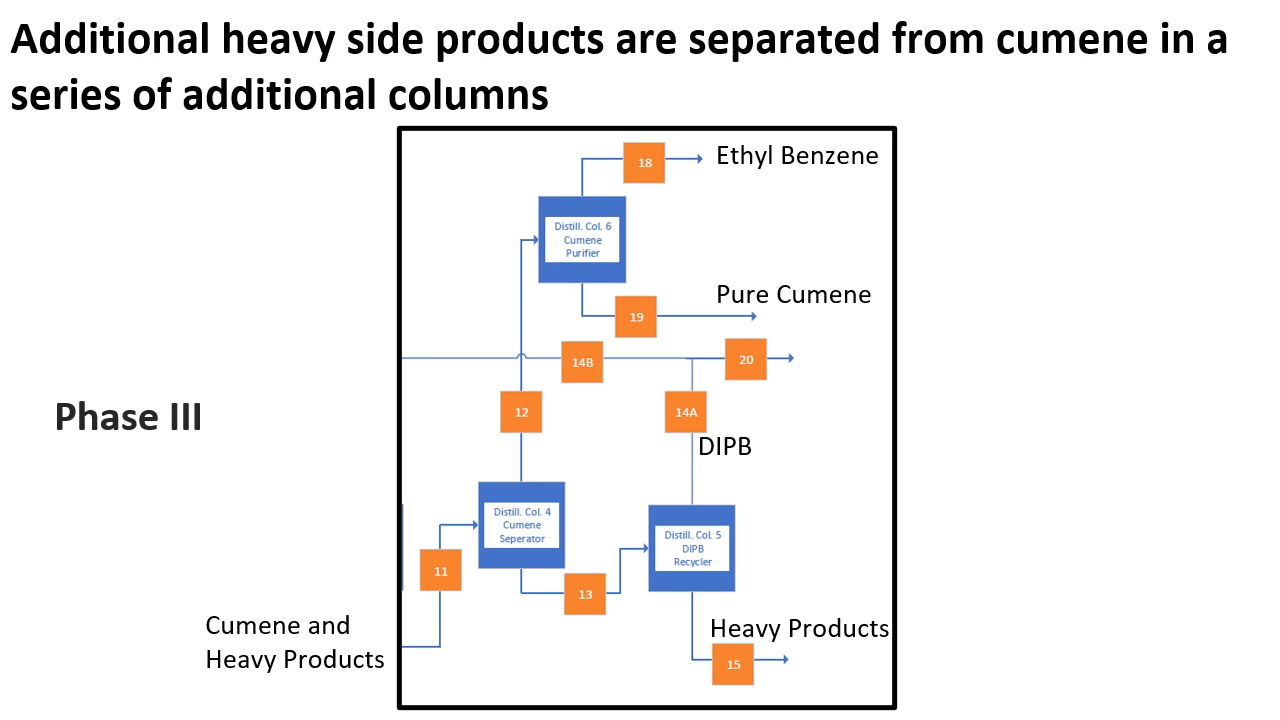 Additional heavy side products are separated from cumene in a
series of additional columns
18
Ethyl Benzene
Distill. Col. 6
Cumene
Purifier
Pure Cumene
19
14B
20
12
14A
Phase III
DIPB
Distill. Col. 4
Cumene
Seperator
Distill. Col. 5
DIPB
Recycler
11
13
Cumene and
Heavy Products
Heavy Products
15